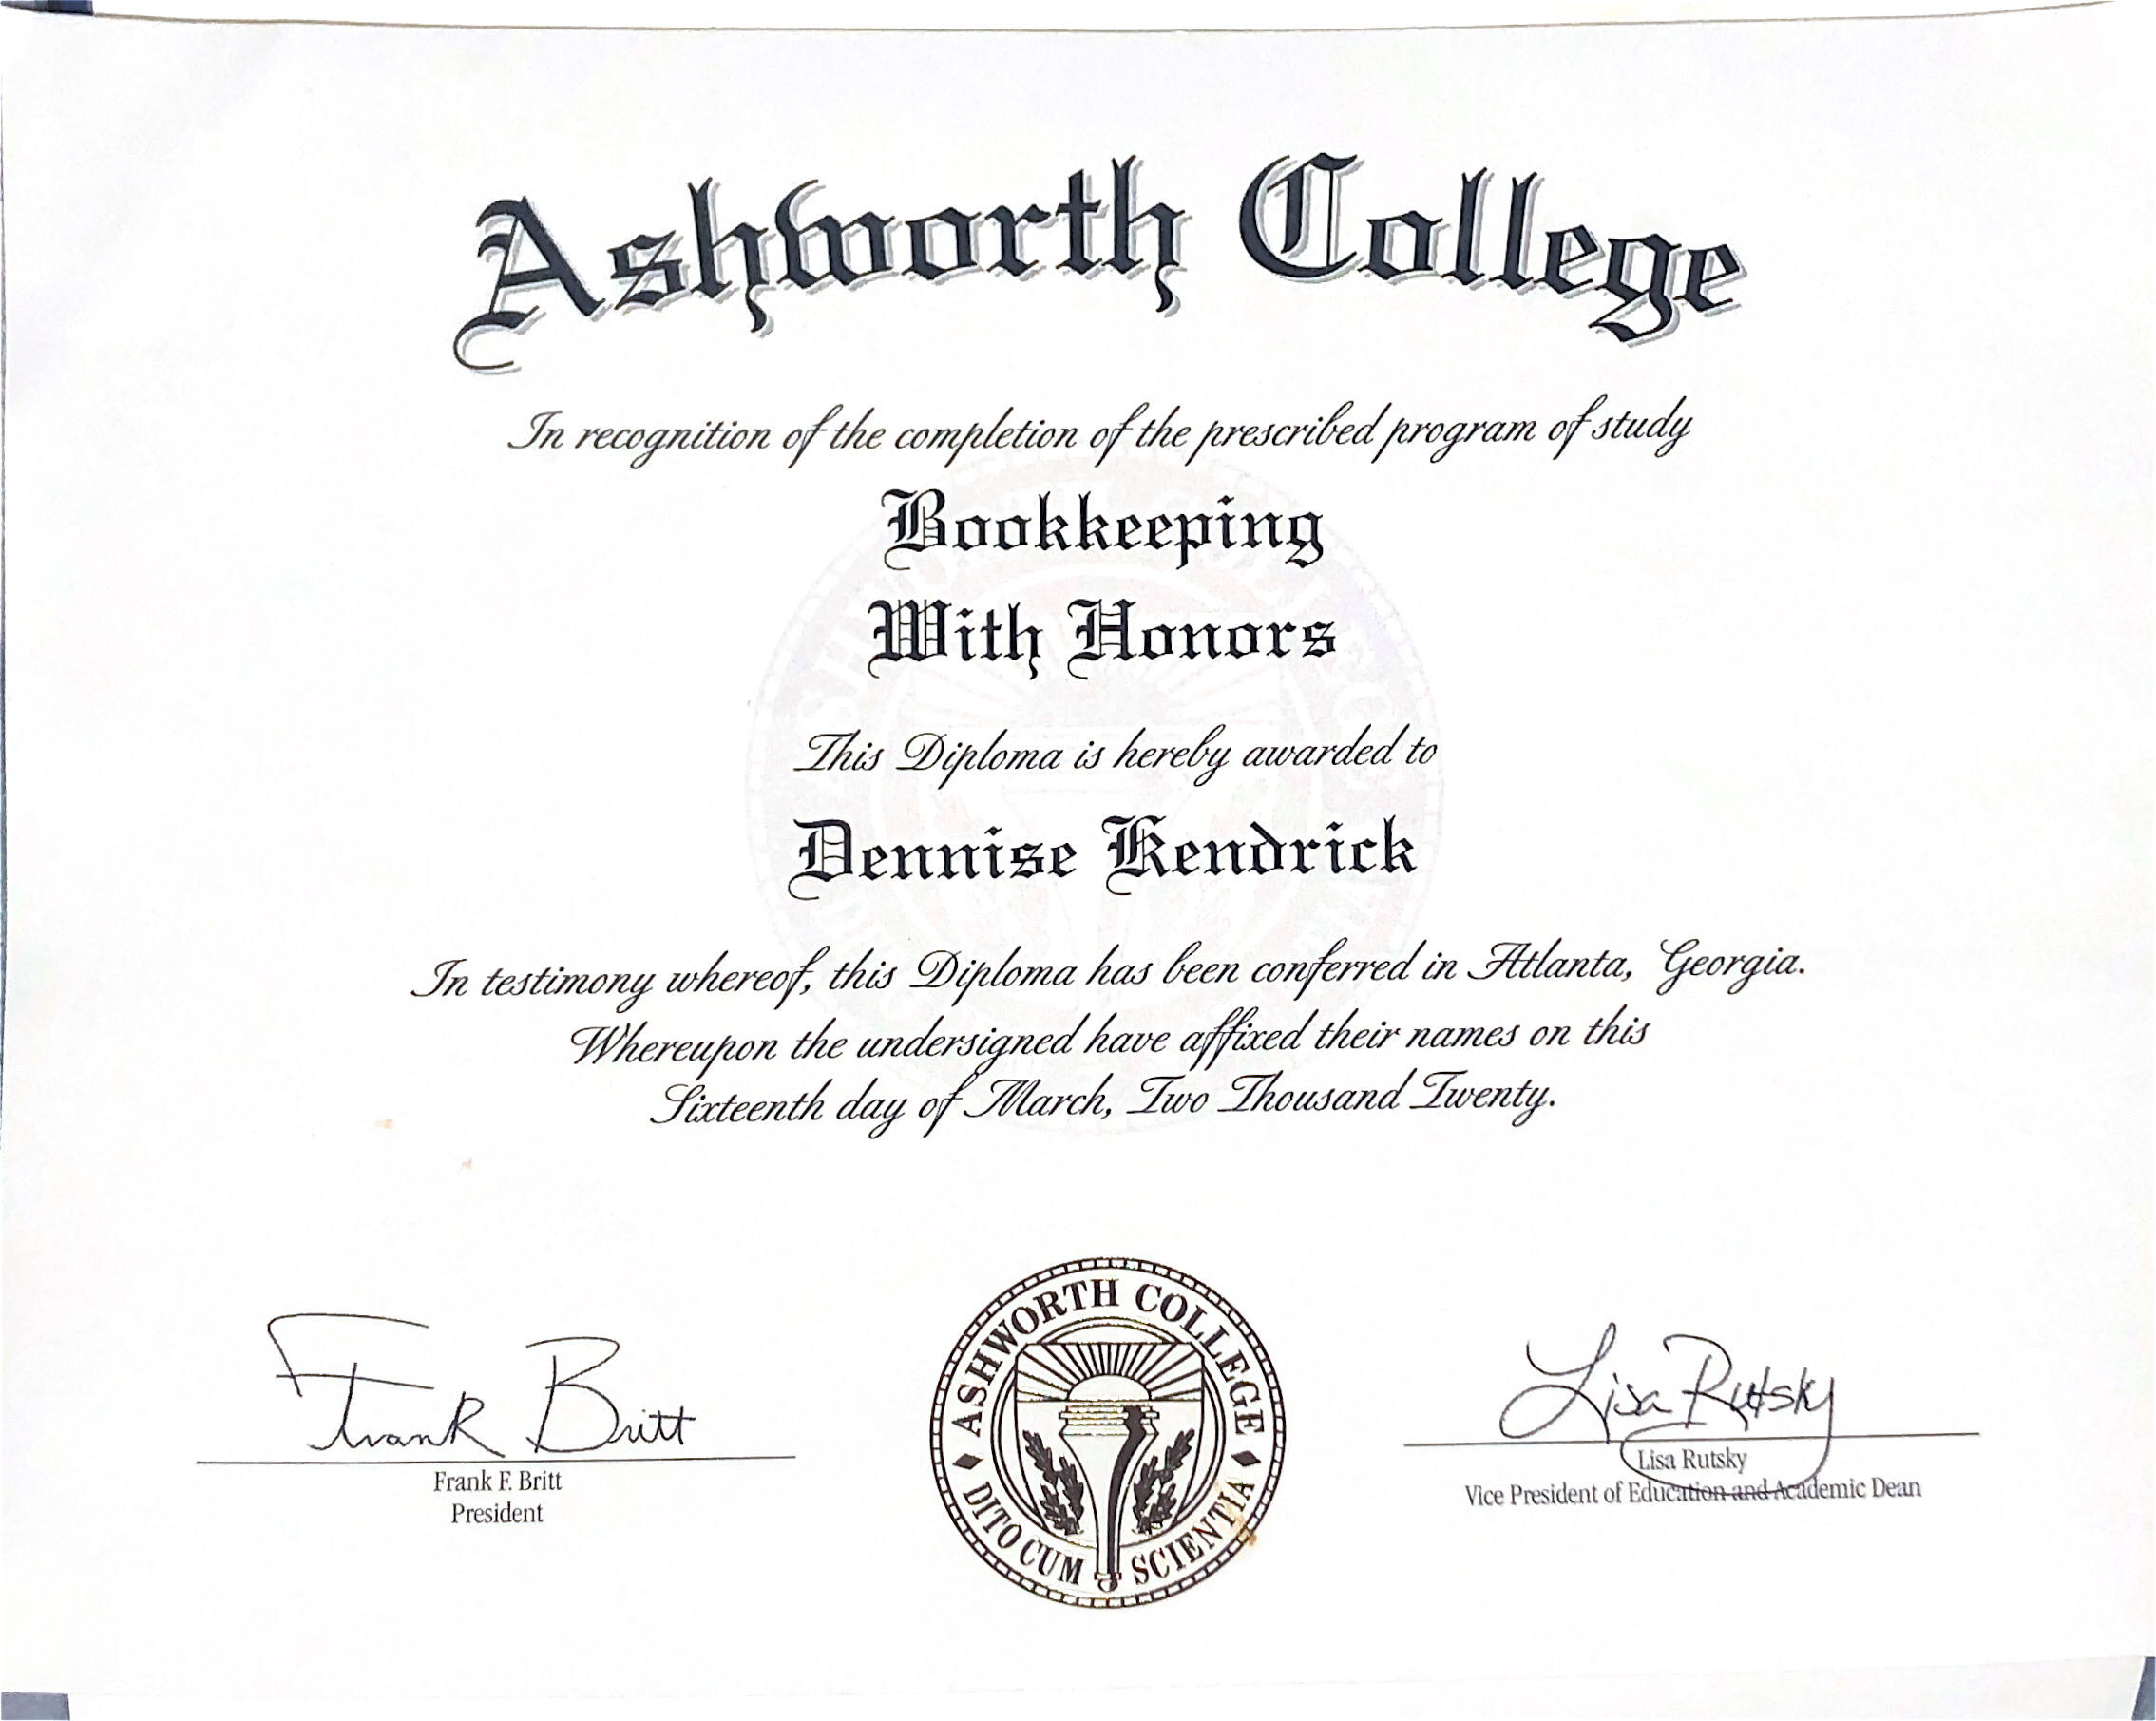 Ashworth College
In recognition of the completion of the prescribed program of study
Bookkeeping
With Honors
This Diploma is hereby awarded to
Dennise Kendrick
In testimony whereof, this Diploma has been conferred in Atlanta, Georgia.
Whereupon the undersigned have affixed their names on this
Sixteenth day of March, Two Thousand Twenty.
Frank Britt
Frank F. Britt
President
ASHWORTH COLLEGE
DITO CUM SCIENTIA
Lisa Rutsky
Lisa Rutsky
Vice President of Education and Academic Dean